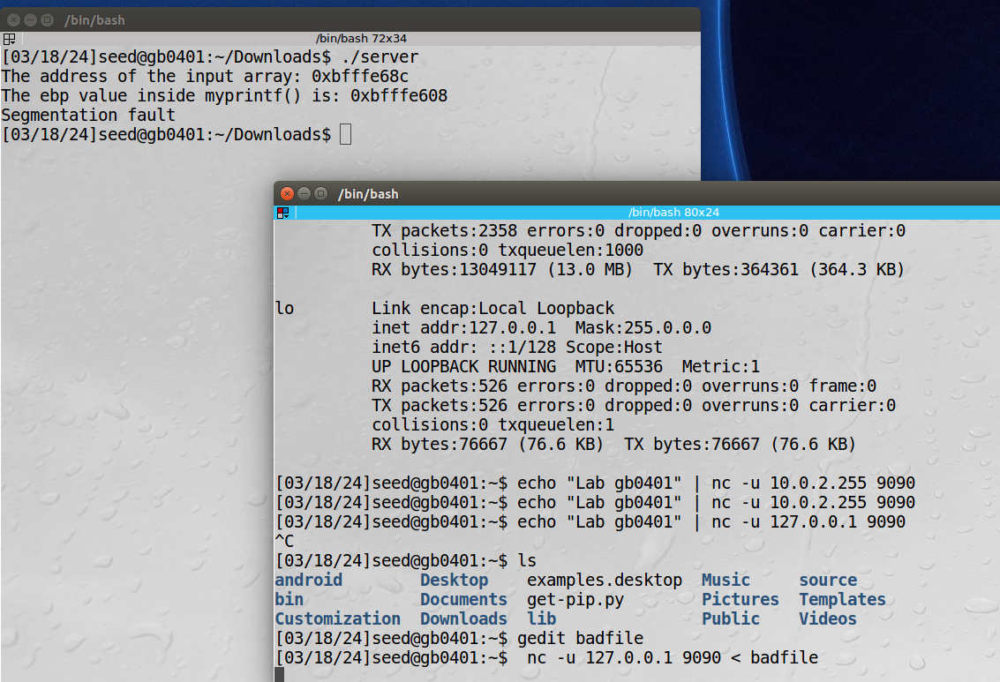 /bin/bash
/bin/bash 72x34
[03/18/24]seed@gb0401:~/Downloads$ ./server
The address of the input array: 0xbfffe68c
The ebp value inside myprintf() is: 0xbfffe608
Segmentation fault
[03/18/24]seed@gb0401:~/Downloads$
/bin/bash
/bin/bash 80x24
TX packets:2358 errors:0 dropped:0 overruns:0 carrier:0
collisions:0 txqueuelen:1000
RX bytes:13049117 (13.0 MB)  TX bytes:364361 (364.3 KB)
lo        Link encap:Local Loopback
inet addr:127.0.0.1  Mask:255.0.0.0
inet6 addr: ::1/128 Scope:Host
UP LOOPBACK RUNNING  MTU:65536  Metric:1
RX packets:526 errors:0 dropped:0 overruns:0 frame:0
TX packets:526 errors:0 dropped:0 overruns:0 carrier:0
collisions:0 txqueuelen:1
RX bytes:76667 (76.6 KB)  TX bytes:76667 (76.6 KB)
[03/18/24]seed@gb0401:~$ echo "Lab gb0401" | nc -u 10.0.2.255 9090
[03/18/24]seed@gb0401:~$ echo "Lab gb0401" | nc -u 10.0.2.255 9090
[03/18/24]seed@gb0401:~$ echo "Lab gb0401" | nc -u 127.0.0.1 9090
^C
[03/18/24]seed@gb0401:~$ ls
android        Desktop    examples.desktop  Music     source
bin            Documents  get-pip.py        Pictures  Templates
Customization  Downloads  lib               Public    Videos
[03/18/24]seed@gb0401:~$ gedit badfile
[03/18/24]seed@gb0401:~$  nc -u 127.0.0.1 9090 < badfile